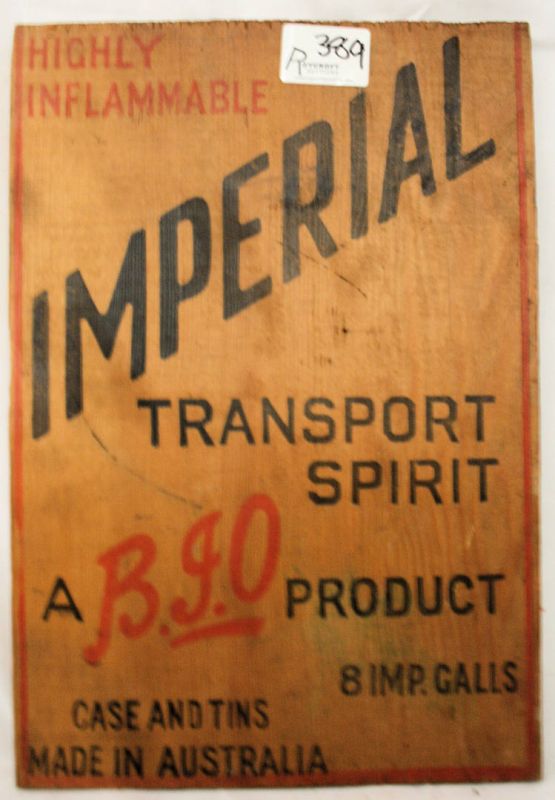 389
HIGHLY
INFLAMMABLE
IMPERIAL
TRANSPORT
SPIRIT
A B.J.O PRODUCT
8 IMP. GALLS
CASE AND TINS
MADE IN AUSTRALIA